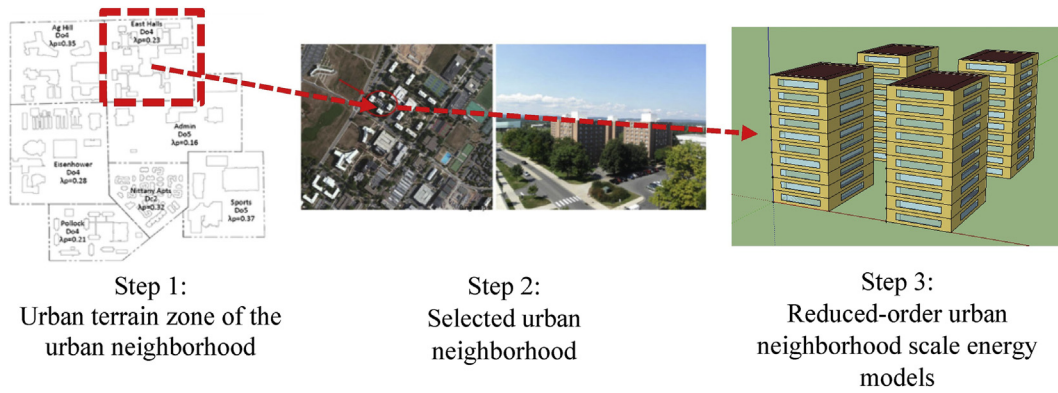 Ag Hill
Do4
λp=0.35
East Halls
Do4
λp=0.23
Admin
Do5
λp=0.16
Eisenhower
Do4
λp=0.28
Nittany Apts
Dc2
λp=0.32
Sports
Do5
λp=0.37
Pollock
Do4
λp=0.21
Step 1:
Urban terrain zone of the
urban neighborhood
Step 2:
Selected urban
neighborhood
Step 3:
Reduced-order urban
neighborhood scale energy
models